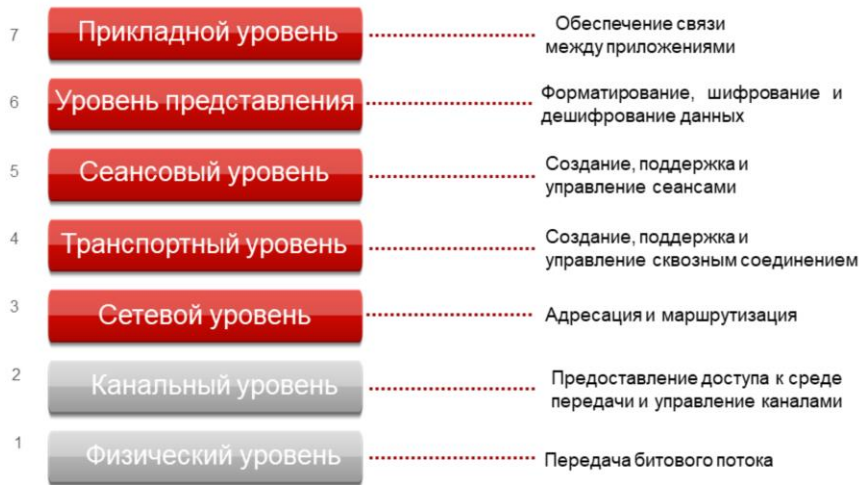 7
Прикладной уровень
Обеспечение связи
между приложениями
6
Уровень представления
Форматирование, шифрование и
дешифрование данных
5
Сеансовый уровень
Создание, поддержка и
управление сеансами
4
Транспортный уровень
Создание, поддержка и
управление сквозным соединением
3
Сетевой уровень
Адресация и маршрутизация
2
Канальный уровень
Предоставление доступа к среде
передачи и управление каналами
1
Физический уровень
Передача битового потока